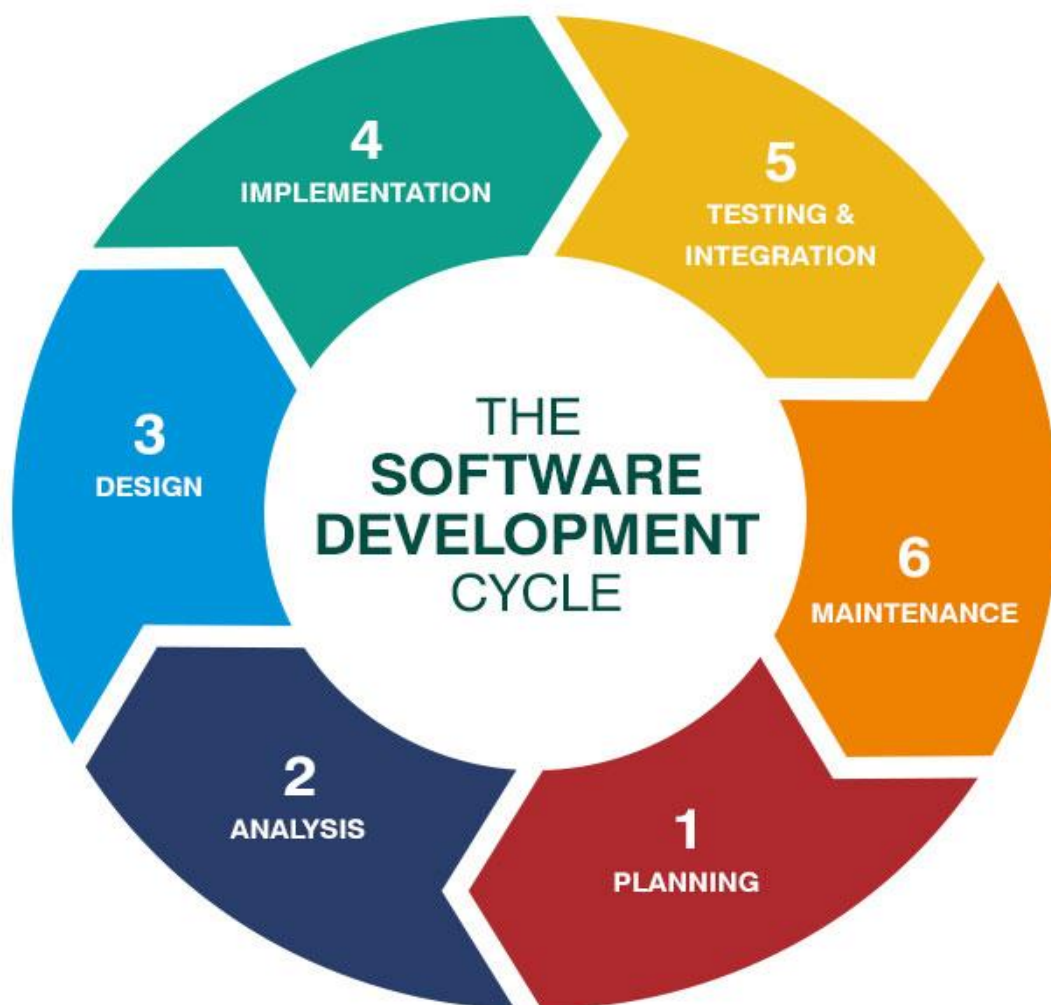 THE
SOFTWARE
DEVELOPMENT
CYCLE
1
PLANNING
2
ANALYSIS
3
DESIGN
4
IMPLEMENTATION
5
TESTING &
INTEGRATION
6
MAINTENANCE